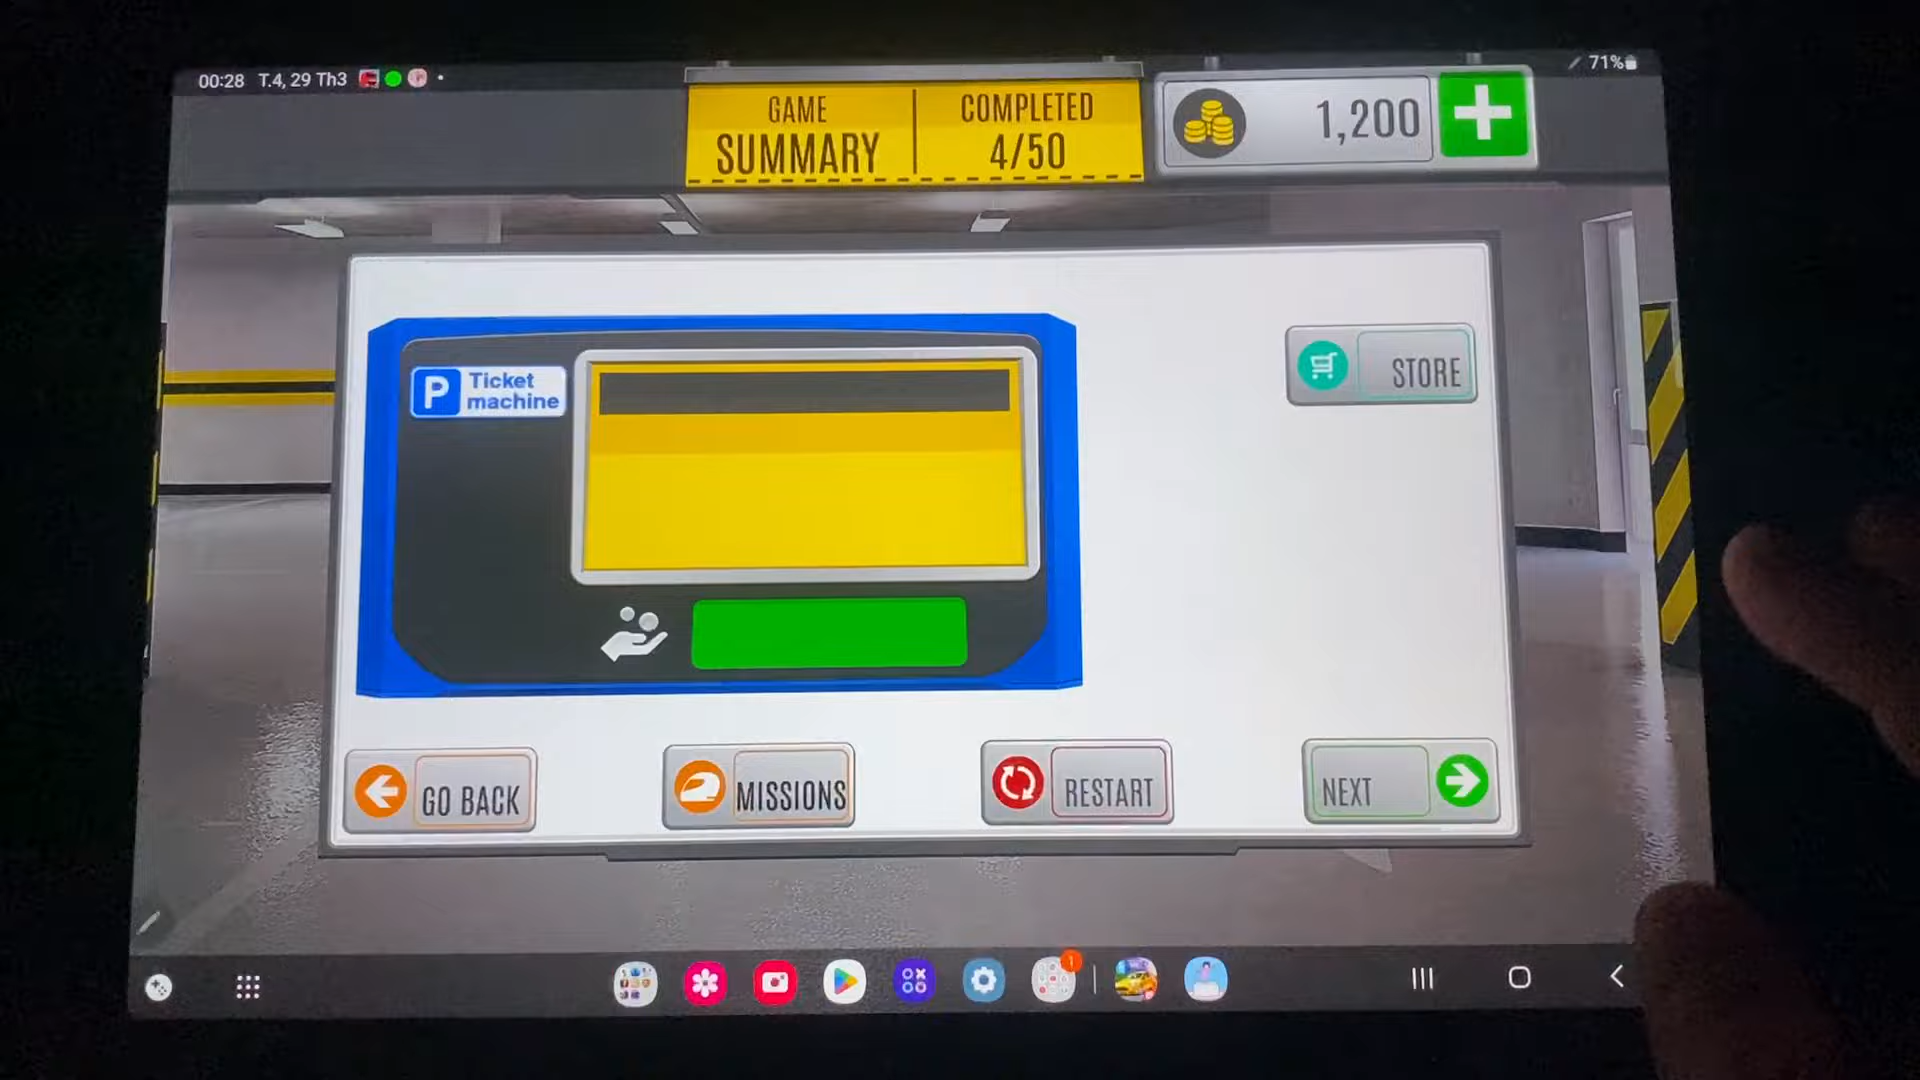 00:28 T.4, 29 Th3
71%
GAME SUMMARY
COMPLETED 4/50
1,200
P Ticket machine
STORE
GO BACK
MISSIONS
RESTART
NEXT
1